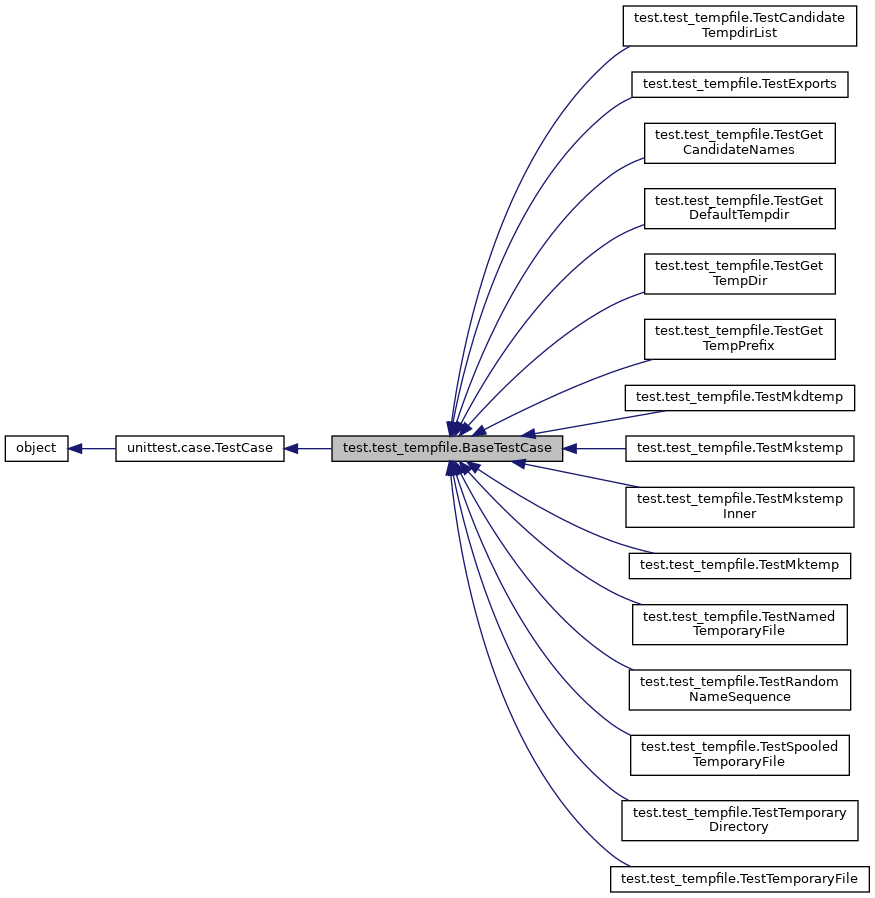 test.test_tempfile.TestCandidate
TempdirList
test.test_tempfile.TestExports
test.test_tempfile.TestGet
CandidateNames
test.test_tempfile.TestGet
DefaultTempdir
test.test_tempfile.TestGet
TempDir
test.test_tempfile.TestGet
TempPrefix
test.test_tempfile.TestMkdtemp
object
unittest.case.TestCase
test.test_tempfile.BaseTestCase
test.test_tempfile.TestMkstemp
test.test_tempfile.TestMkstemp
Inner
test.test_tempfile.TestMktemp
test.test_tempfile.TestNamed
TemporaryFile
test.test_tempfile.TestRandom
NameSequence
test.test_tempfile.TestSpooled
TemporaryFile
test.test_tempfile.TestTemporary
Directory
test.test_tempfile.TestTemporaryFile